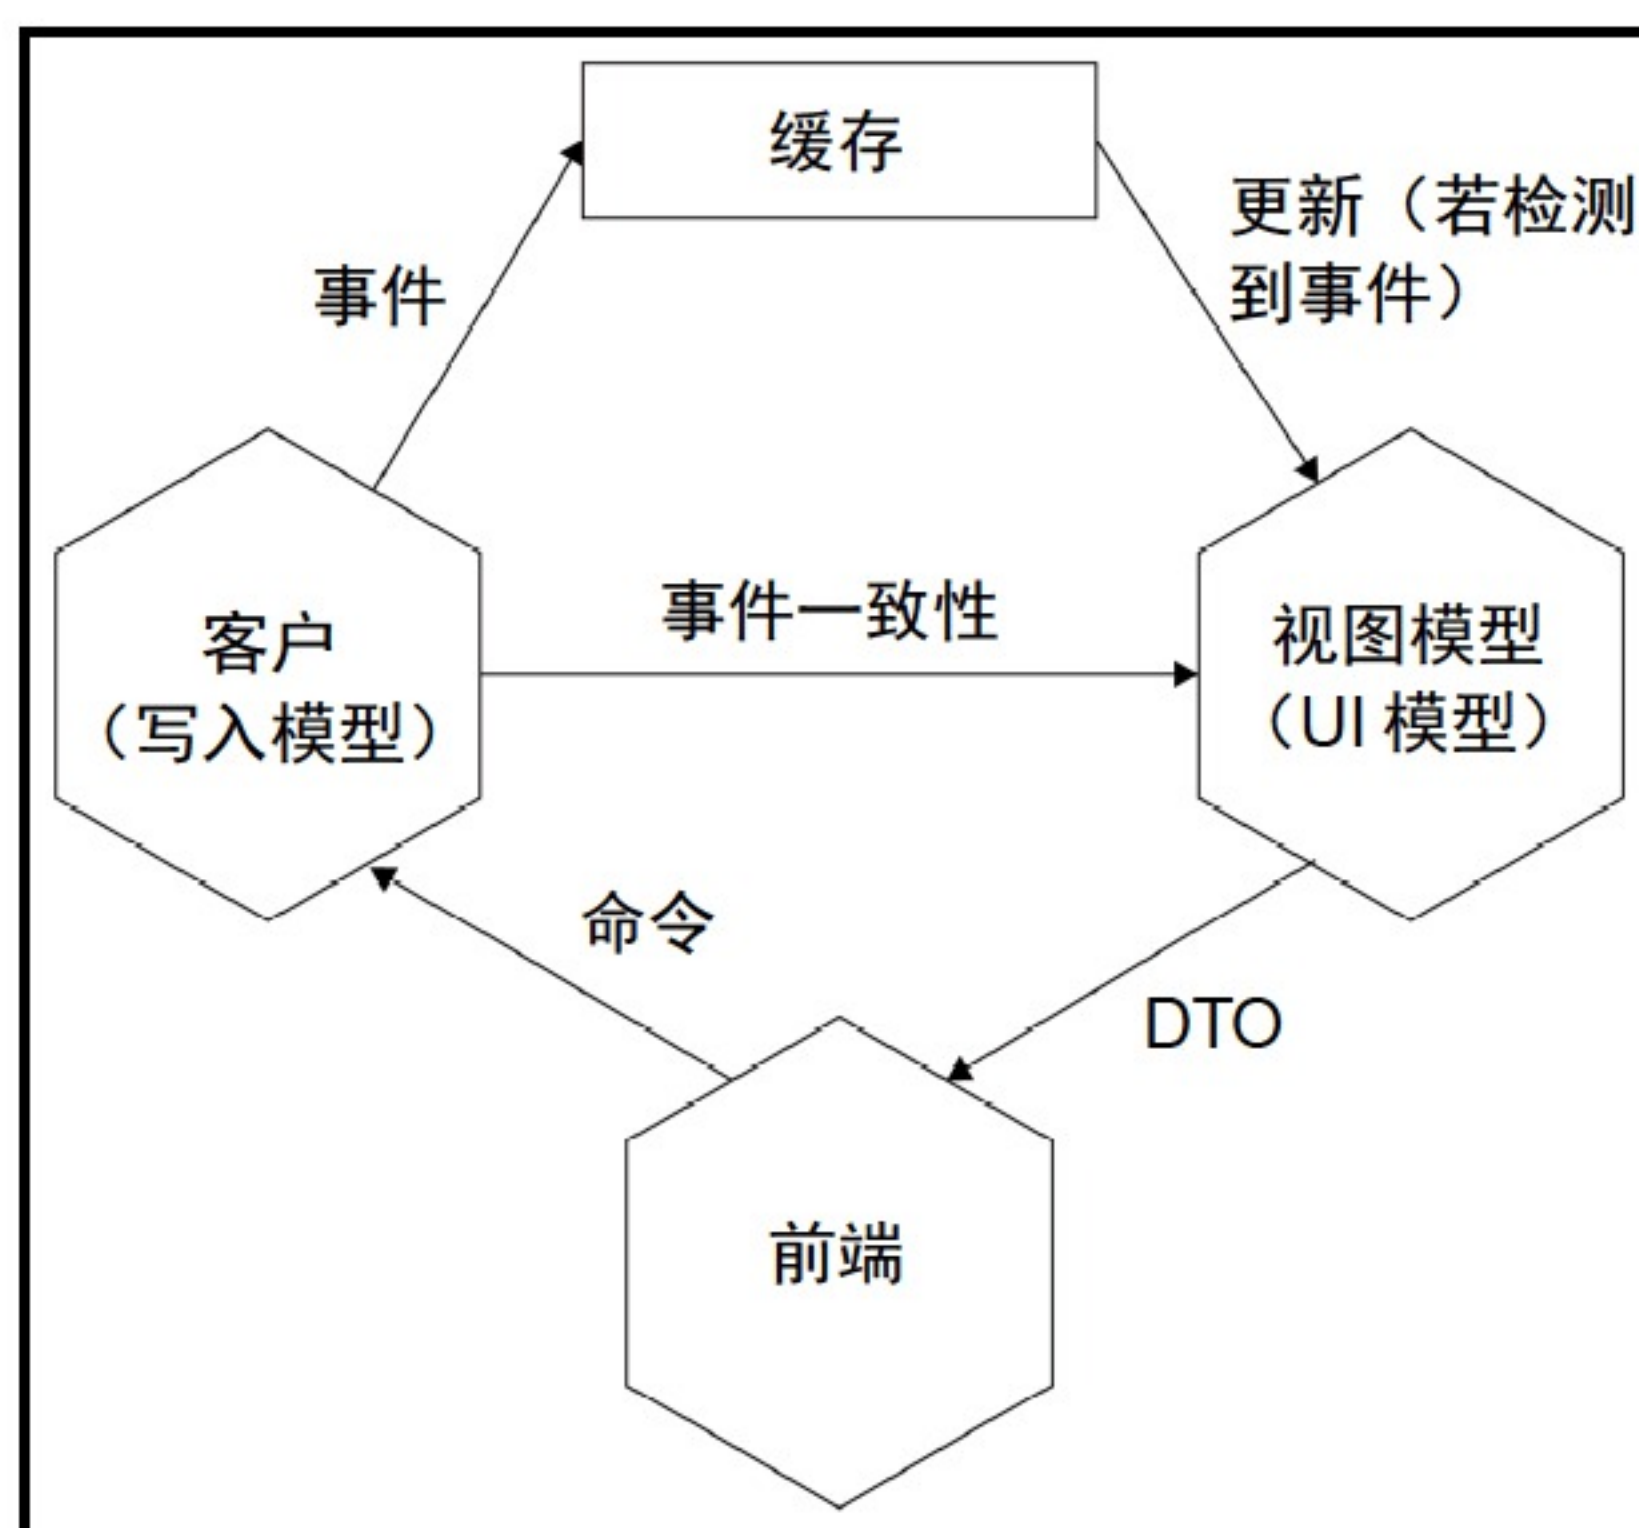 缓存
更新（若检测
到事件）
事件
事件一致性
客户
（写入模型）
视图模型
（UI 模型）
命令
DTO
前端